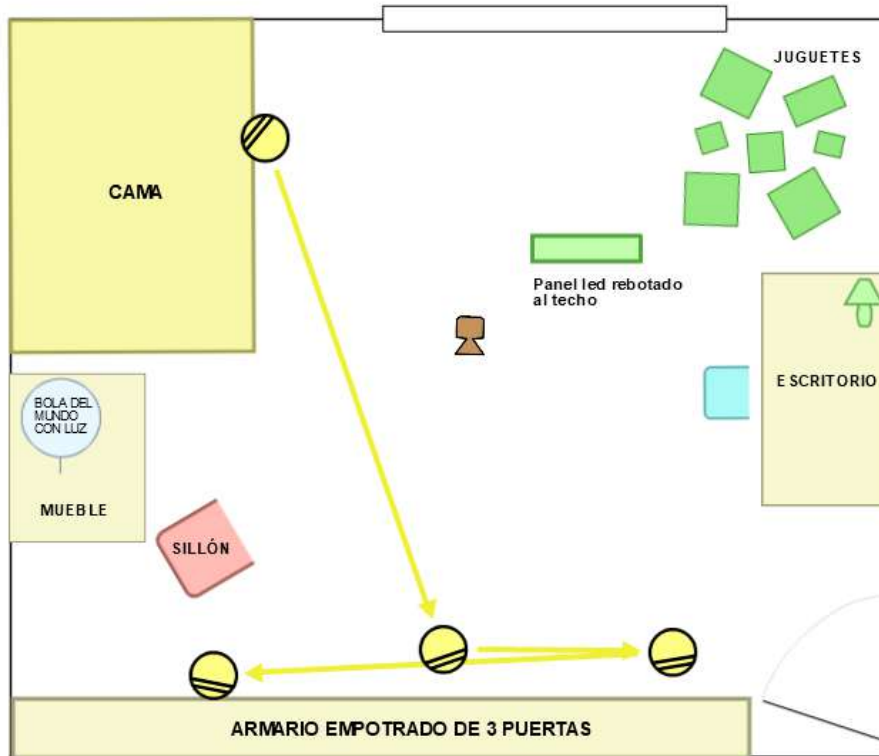 JUGUETES
CAMA
Panel led rebotado
al techo
ESCRITORIO
BOLA DEL
MUNDO
CON LUZ
MUEBLE
SILLÓN
ARMARIO EMPOTRADO DE 3 PUERTAS